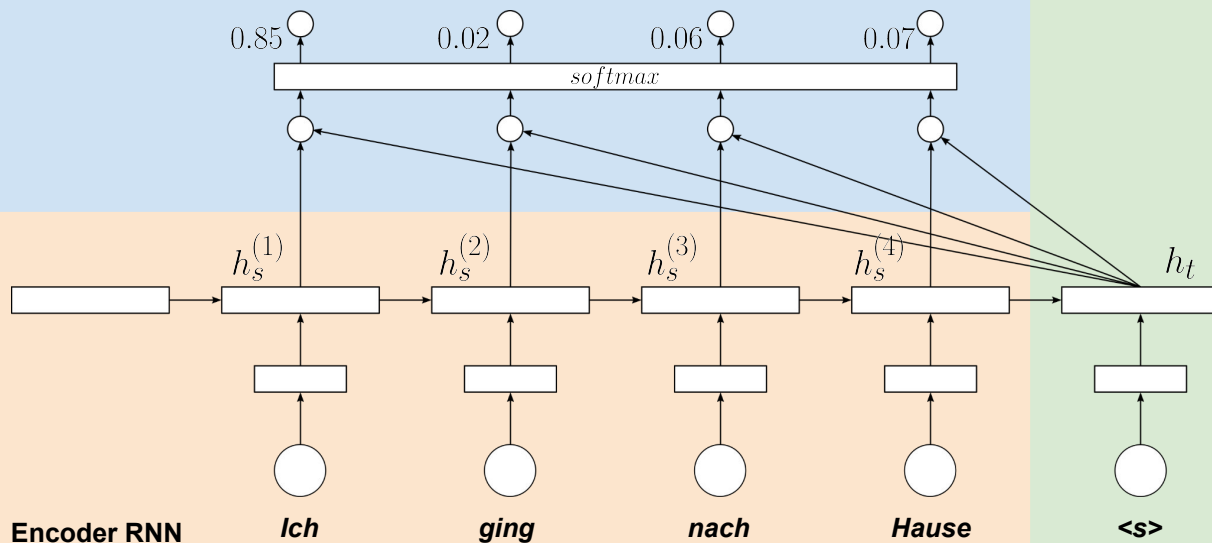 0.85 0.02 0.06 0.07
softmax
h_s^{(1)} h_s^{(2)} h_s^{(3)} h_s^{(4)} h_t
Encoder RNN Ich ging nach Hause <s>